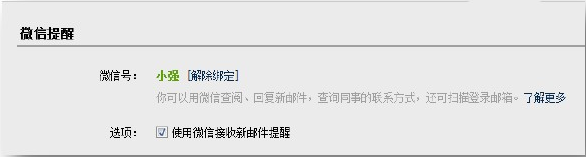 微信提醒
微信号： 小强 [解除绑定]
你可以用微信查阅、回复新邮件，查询同事的联系方式，还可扫描登录邮箱。了解更多
选项： 使用微信接收新邮件提醒